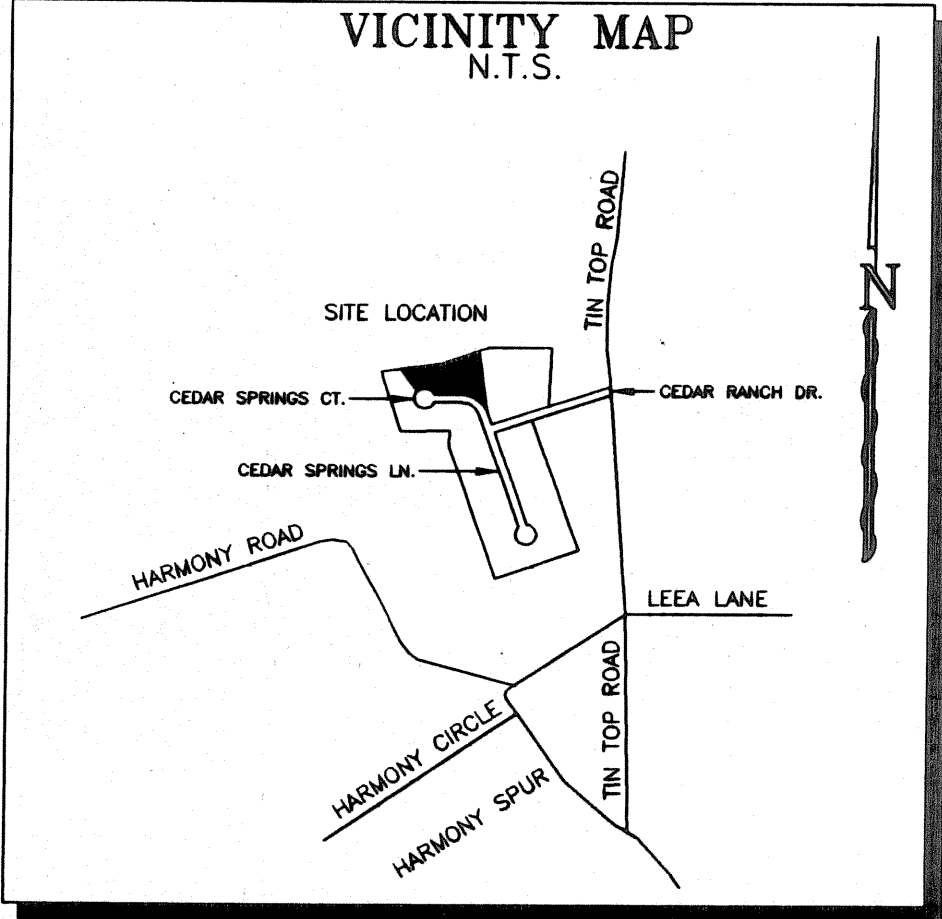 VICINITY MAP
N.T.S.
TIN TOP ROAD
N
SITE LOCATION
CEDAR SPRINGS CT.
CEDAR RANCH DR.
CEDAR SPRINGS LN.
HARMONY ROAD
LEEA LANE
TIN TOP ROAD
HARMONY CIRCLE
HARMONY SPUR